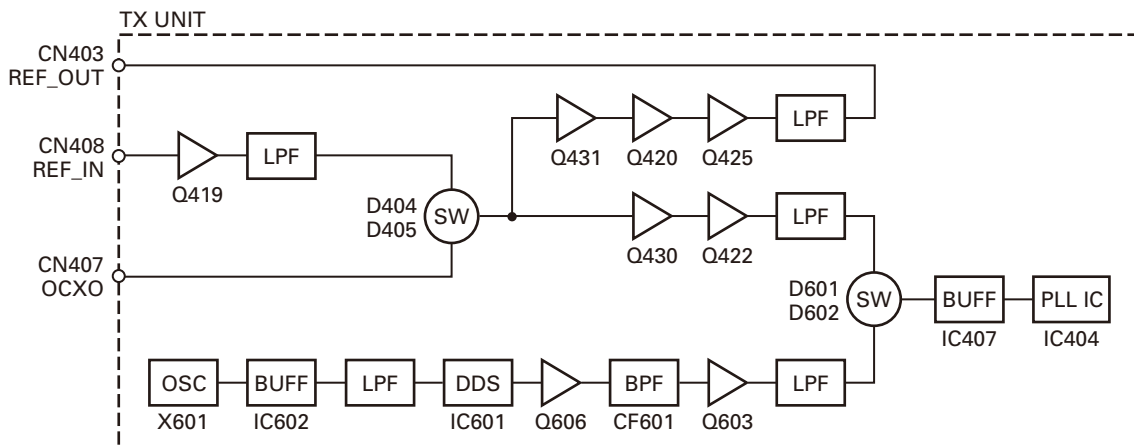 TX UNIT
CN403
REF_OUT
LPF
Q431
Q420
Q425
CN408
REF_IN
LPF
Q419
D404
D405
SW
LPF
Q430
Q422
CN407
OCXO
D601
D602
SW
BUFF
PLL IC
IC407
IC404
OSC
BUFF
LPF
DDS
BPF
LPF
X601
IC602
IC601
Q606
CF601
Q603